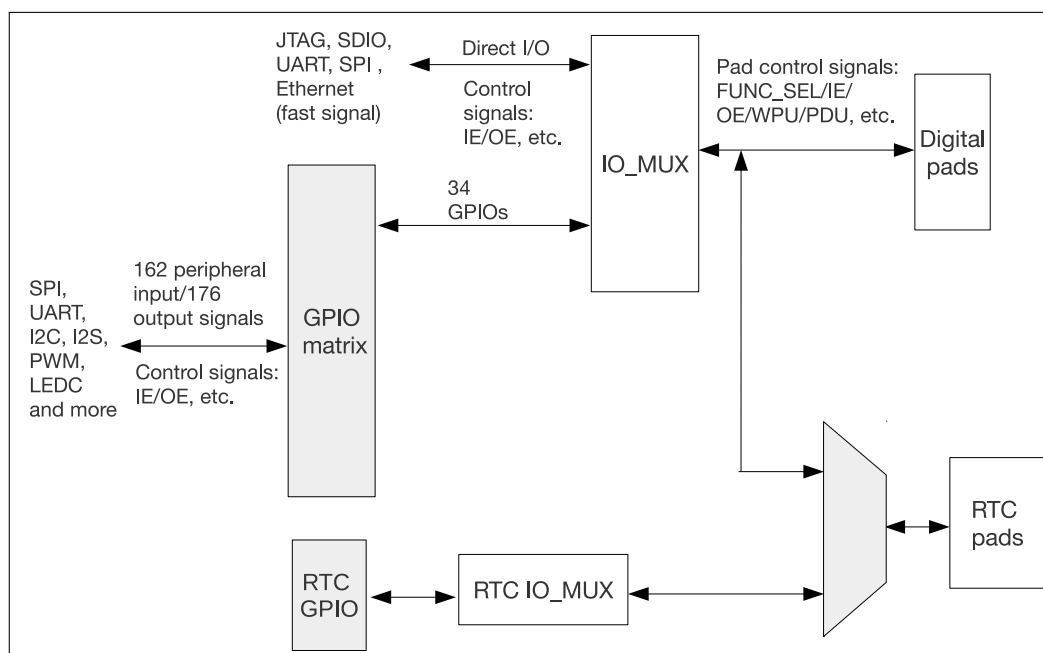 JTAG, SDIO,
UART, SPI ,
Ethernet
(fast signal)
Direct I/O
Control
signals:
IE/OE, etc.
IO_MUX
Pad control signals:
FUNC_SEL/IE/
OE/WPU/PDU, etc.
Digital
pads
34
GPIOs
SPI,
UART,
I2C, I2S,
PWM,
LEDC
and more
162 peripheral
input/176
output signals
Control signals:
IE/OE, etc.
GPIO
matrix
RTC
GPIO
RTC IO_MUX
RTC
pads